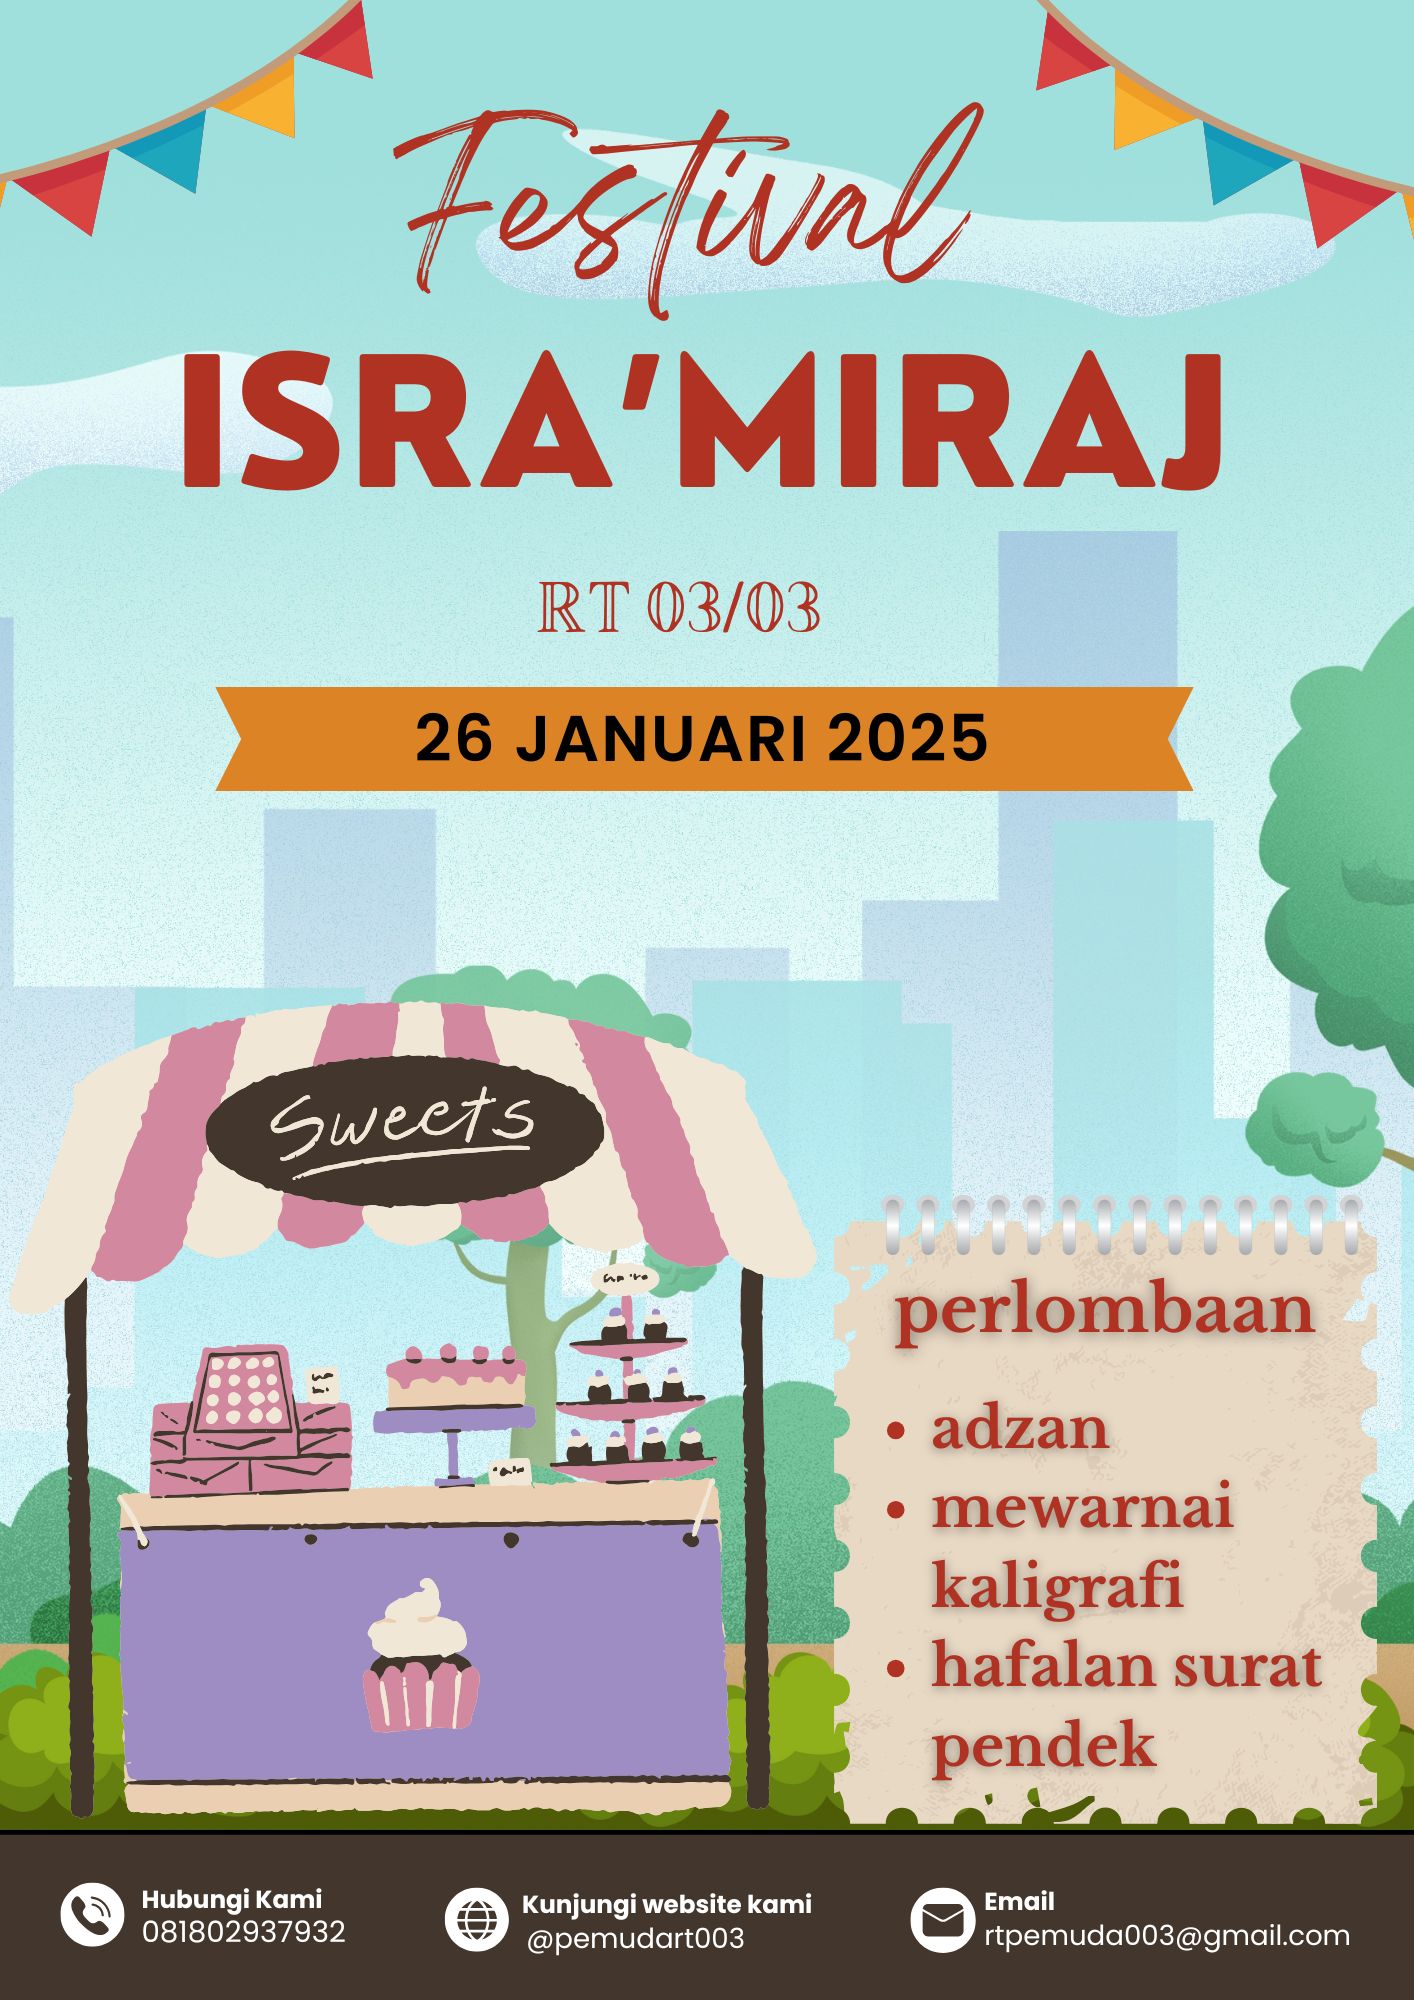 Festival
ISRA'MIRAJ
RT 03/03
26 JANUARI 2025
Sweets
perlombaan
• adzan
• mewarnai
kaligrafi
• hafalan surat
pendek
Hubungi Kami
081802937932
Kunjungi website kami
@pemudart003
Email
rtpemuda003@gmail.com